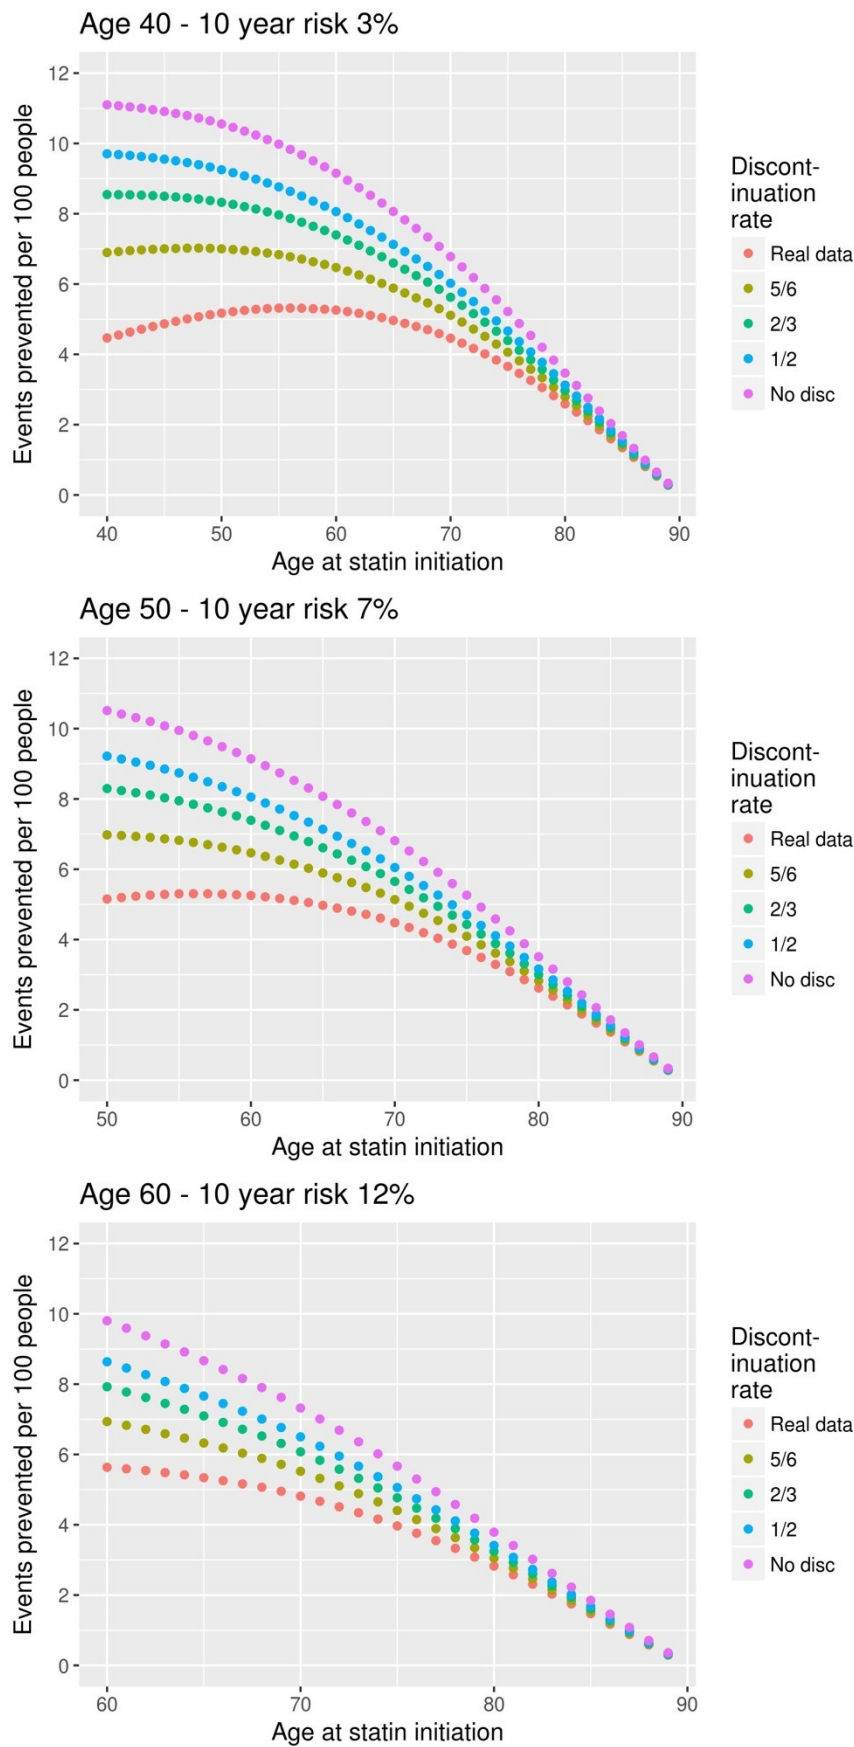 Age 40 - 10 year risk 3%
Events prevented per 100 people
12
10
8
6
4
2
0
40 50 60 70 80 90
Age at statin initiation
Discont-
inuation
rate
Real data
5/6
2/3
1/2
No disc
Age 50 - 10 year risk 7%
Events prevented per 100 people
12
10
8
6
4
2
0
50 60 70 80 90
Age at statin initiation
Discont-
inuation
rate
Real data
5/6
2/3
1/2
No disc
Age 60 - 10 year risk 12%
Events prevented per 100 people
12
10
8
6
4
2
0
60 70 80 90
Age at statin initiation
Discont-
inuation
rate
Real data
5/6
2/3
1/2
No disc